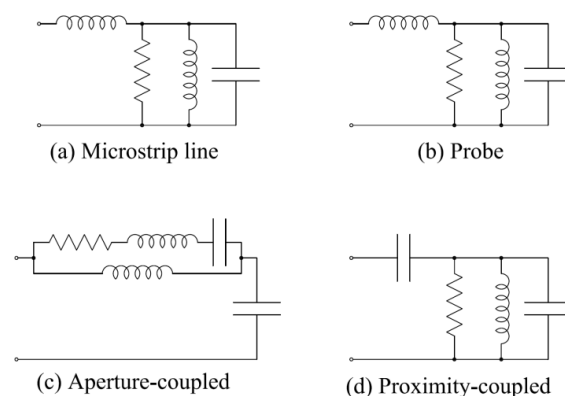 (a) Microstrip line
(b) Probe
(c) Aperture-coupled
(d) Proximity-coupled